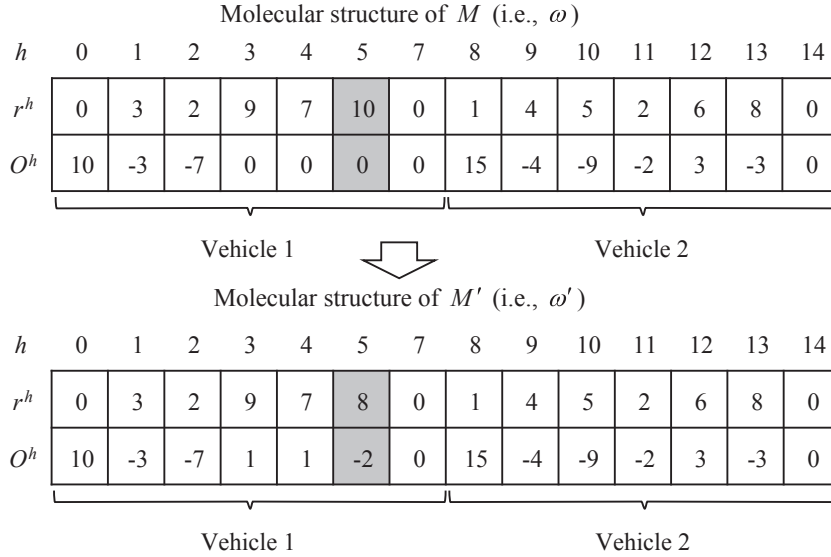 Molecular structure of M (i.e., ω)
h 0 1 2 3 4 5 7 8 9 10 11 12 13 14
r^h 0 3 2 9 7 10 0 1 4 5 2 6 8 0
O^h 10 -3 -7 0 0 0 0 15 -4 -9 -2 3 -3 0
Vehicle 1 Vehicle 2
Molecular structure of M′ (i.e., ω′)
h 0 1 2 3 4 5 7 8 9 10 11 12 13 14
r^h 0 3 2 9 7 8 0 1 4 5 2 6 8 0
O^h 10 -3 -7 1 1 -2 0 15 -4 -9 -2 3 -3 0
Vehicle 1 Vehicle 2